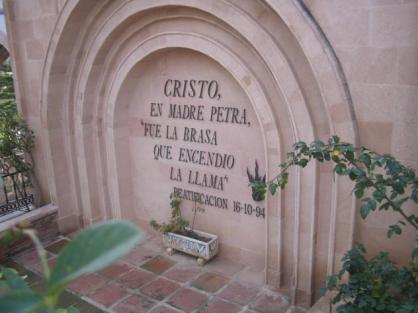 CRISTO,
EN MADRE PETRA,
"FUE LA BRASA
QUE ENCENDIO
LA LLAMA"
BEATIFICACION 16-10-94